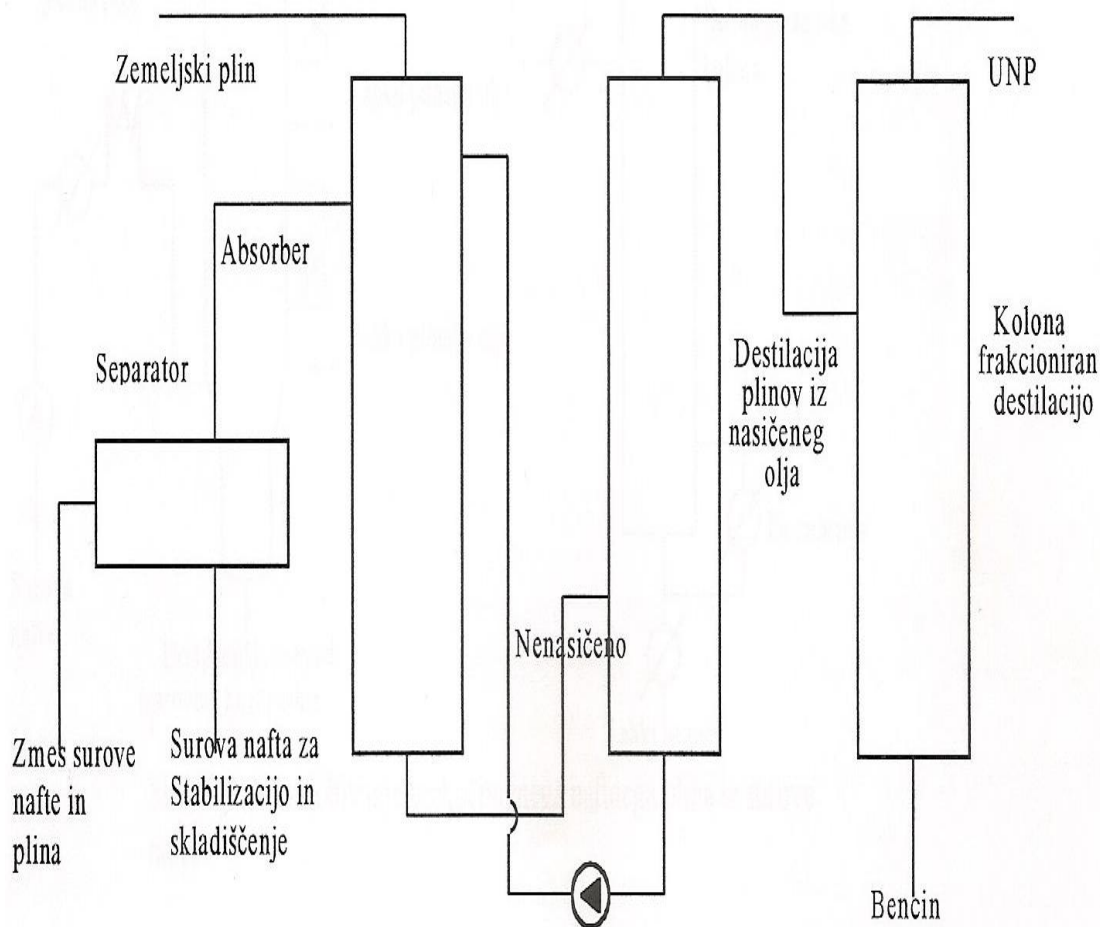 Zemeljski plin
UNP
Absorber
Separator
Destilacija
plinov iz
nasičeneg
olja
Kolona
frakcioniran
destilacijo
Nenasičeno
Zmes surove
nafte in
plina
Surova nafta za
Stabilizacijo in
skladiščenje
Bencin